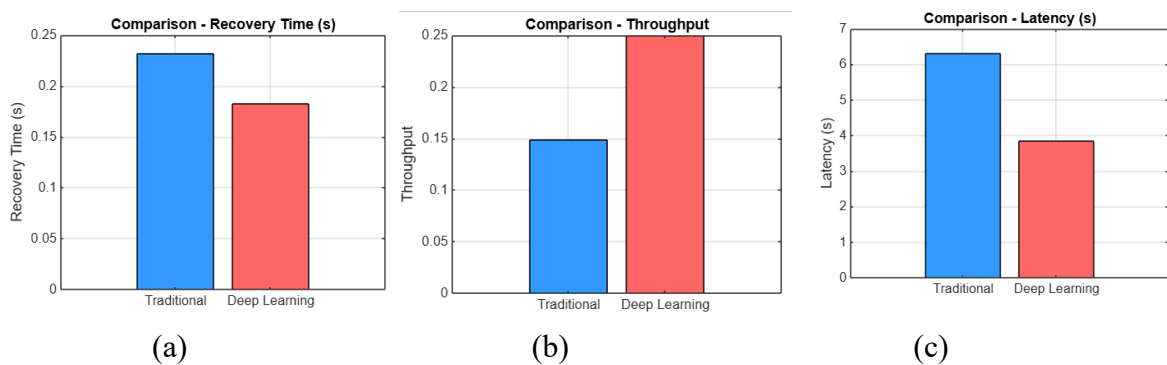 Comparison - Recovery Time (s)
0.25
0.2
0.15
0.1
0.05
0
Recovery Time (s)
Traditional Deep Learning
(a)
Comparison - Throughput
0.25
0.2
0.15
0.1
0.05
0
Throughput
Traditional Deep Learning
(b)
Comparison - Latency (s)
7
6
5
4
3
2
1
0
Latency (s)
Traditional Deep Learning
(c)